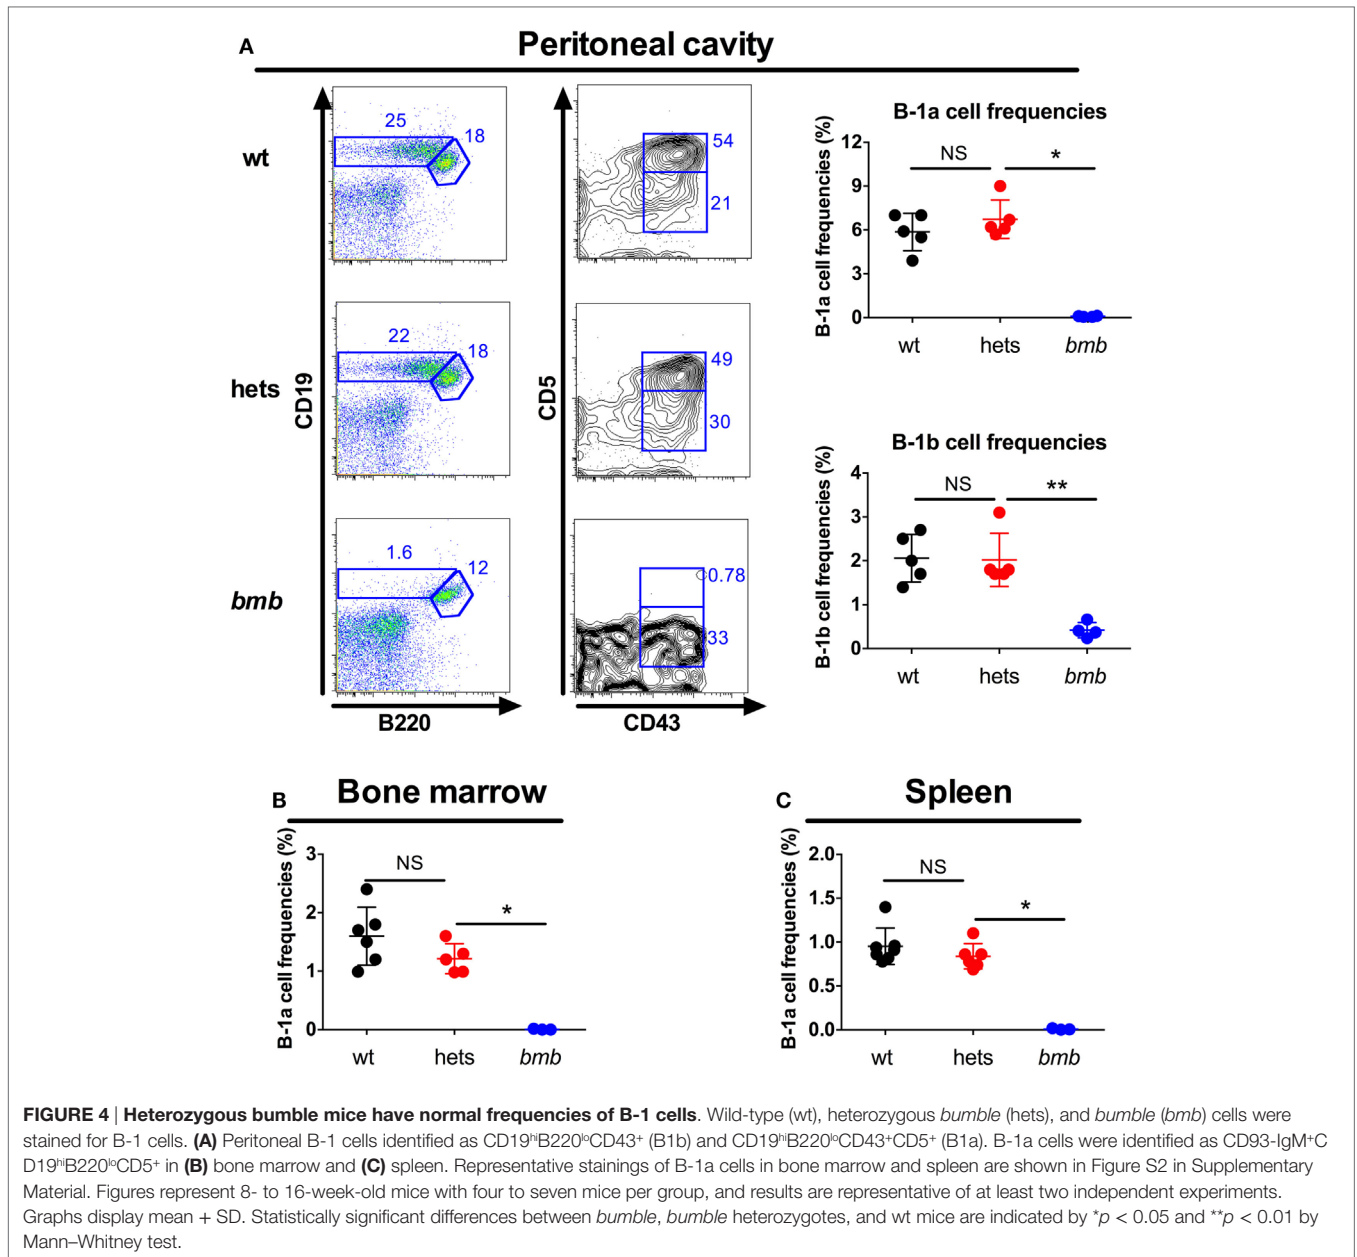 A
Peritoneal cavity
wt
25
18
54
21
hets
22
18
49
30
bmb
1.6
12
0.78
33
CD19
CD5
B220
CD43
B-1a cell frequencies
B-1a cell frequencies (%)
12
9
6
3
0
NS
*
wt hets bmb
B-1b cell frequencies
B-1b cell frequencies (%)
4
3
2
1
0
NS
**
wt hets bmb
B
Bone marrow
B-1a cell frequencies (%)
3
2
1
0
NS
*
wt hets bmb
C
Spleen
B-1a cell frequencies (%)
2.0
1.5
1.0
0.5
0.0
NS
*
wt hets bmb
FIGURE 4 | Heterozygous bumble mice have normal frequencies of B-1 cells. Wild-type (wt), heterozygous bumble (hets), and bumble (bmb) cells were
stained for B-1 cells. (A) Peritoneal B-1 cells identified as CD19ʰⁱB220ˡᵒCD43⁺ (B1b) and CD19ʰⁱB220ˡᵒCD43⁺CD5⁺ (B1a). B-1a cells were identified as CD93-IgM⁺C
D19ʰⁱB220ˡᵒCD5⁺ in (B) bone marrow and (C) spleen. Representative stainings of B-1a cells in bone marrow and spleen are shown in Figure S2 in Supplementary
Material. Figures represent 8- to 16-week-old mice with four to seven mice per group, and results are representative of at least two independent experiments.
Graphs display mean + SD. Statistically significant differences between bumble, bumble heterozygotes, and wt mice are indicated by *p < 0.05 and **p < 0.01 by
Mann–Whitney test.